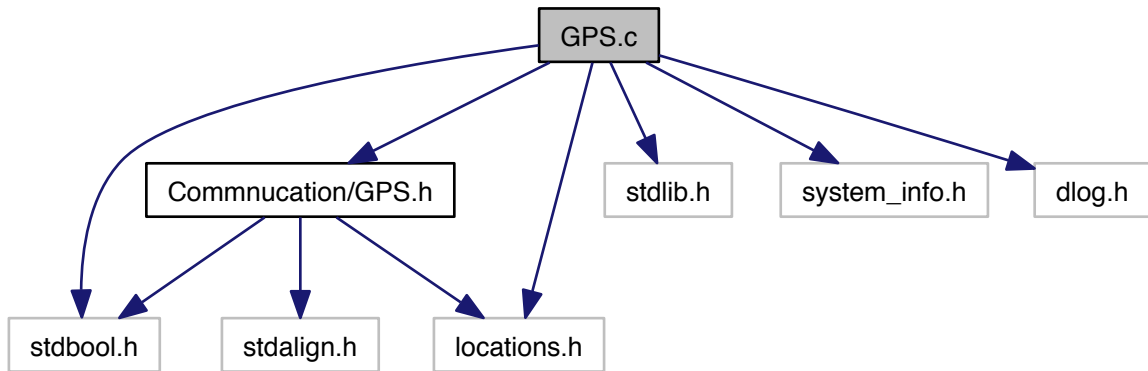 GPS.c
Commnucation/GPS.h
stdlib.h
system_info.h
dlog.h
stdbool.h
stdalign.h
locations.h